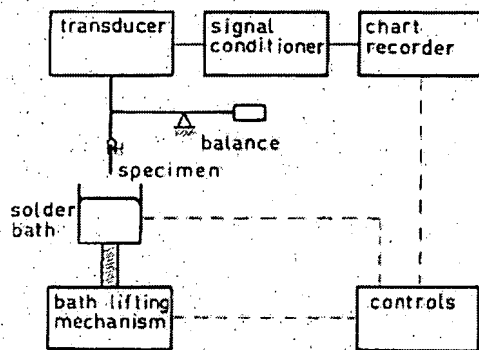 transducer
signal
conditioner
chart
recorder
balance
specimen
solder
bath
bath lifting
mechanism
controls